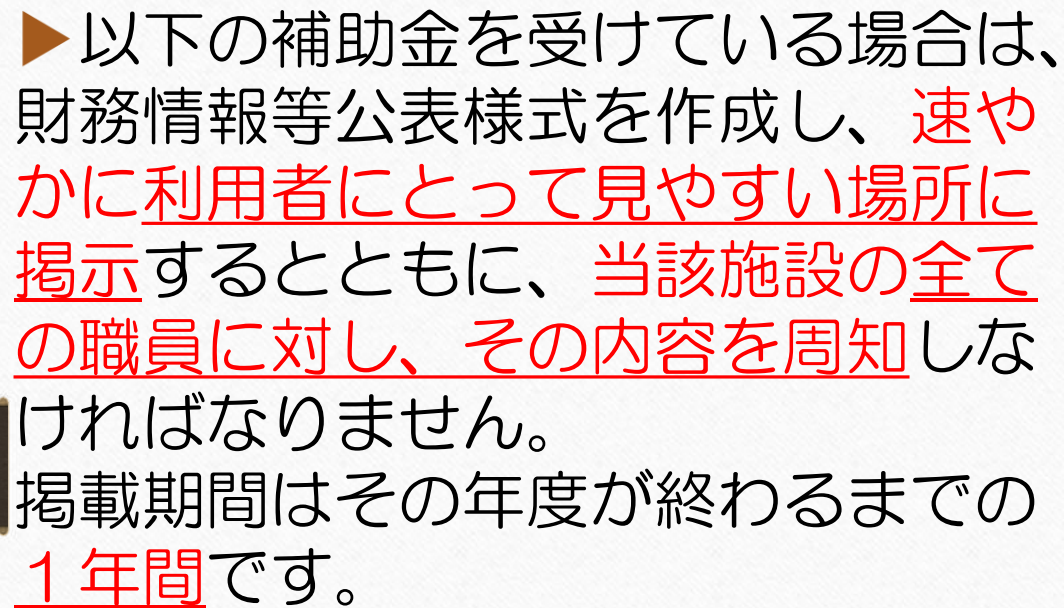 ▶以下の補助金を受けている場合は、
財務情報等公表様式を作成し、速や
かに利用者にとって見やすい場所に
掲示するとともに、当該施設の全て
の職員に対し、その内容を周知しな
ければなりません。
掲載期間はその年度が終わるまでの
１年間です。